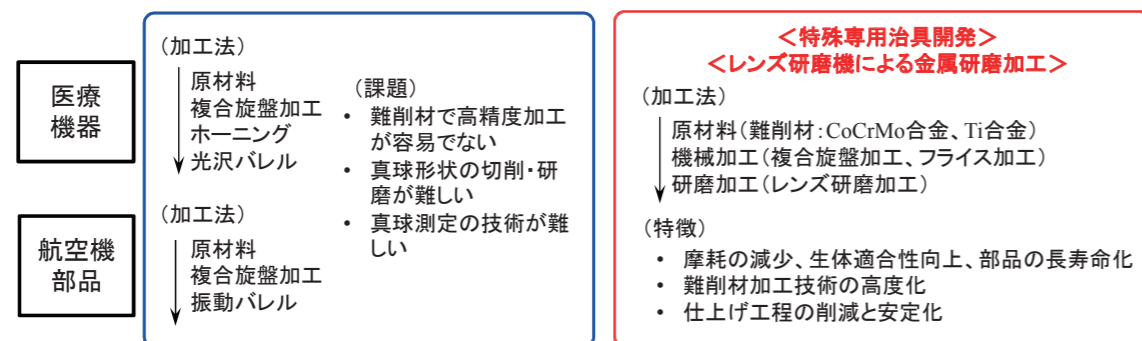 医療
機器
航空機
部品
(加工法)
原材料
複合旋盤加工
ホーニング
光沢バレル
(加工法)
原材料
複合旋盤加工
振動バレル
(課題)
• 難削材で高精度加工
が容易でない
• 真球形状の切削・研
磨が難しい
• 真球測定の技術が難
しい
<特殊専用治具開発>
<レンズ研磨機による金属研磨加工>
(加工法)
原材料(難削材:CoCrMo合金、Ti合金)
機械加工(複合旋盤加工、フライス加工)
研磨加工(レンズ研磨加工)
(特徴)
• 摩耗の減少、生体適合性向上、部品の長寿命化
• 難削材加工技術の高度化
• 仕上げ工程の削減と安定化